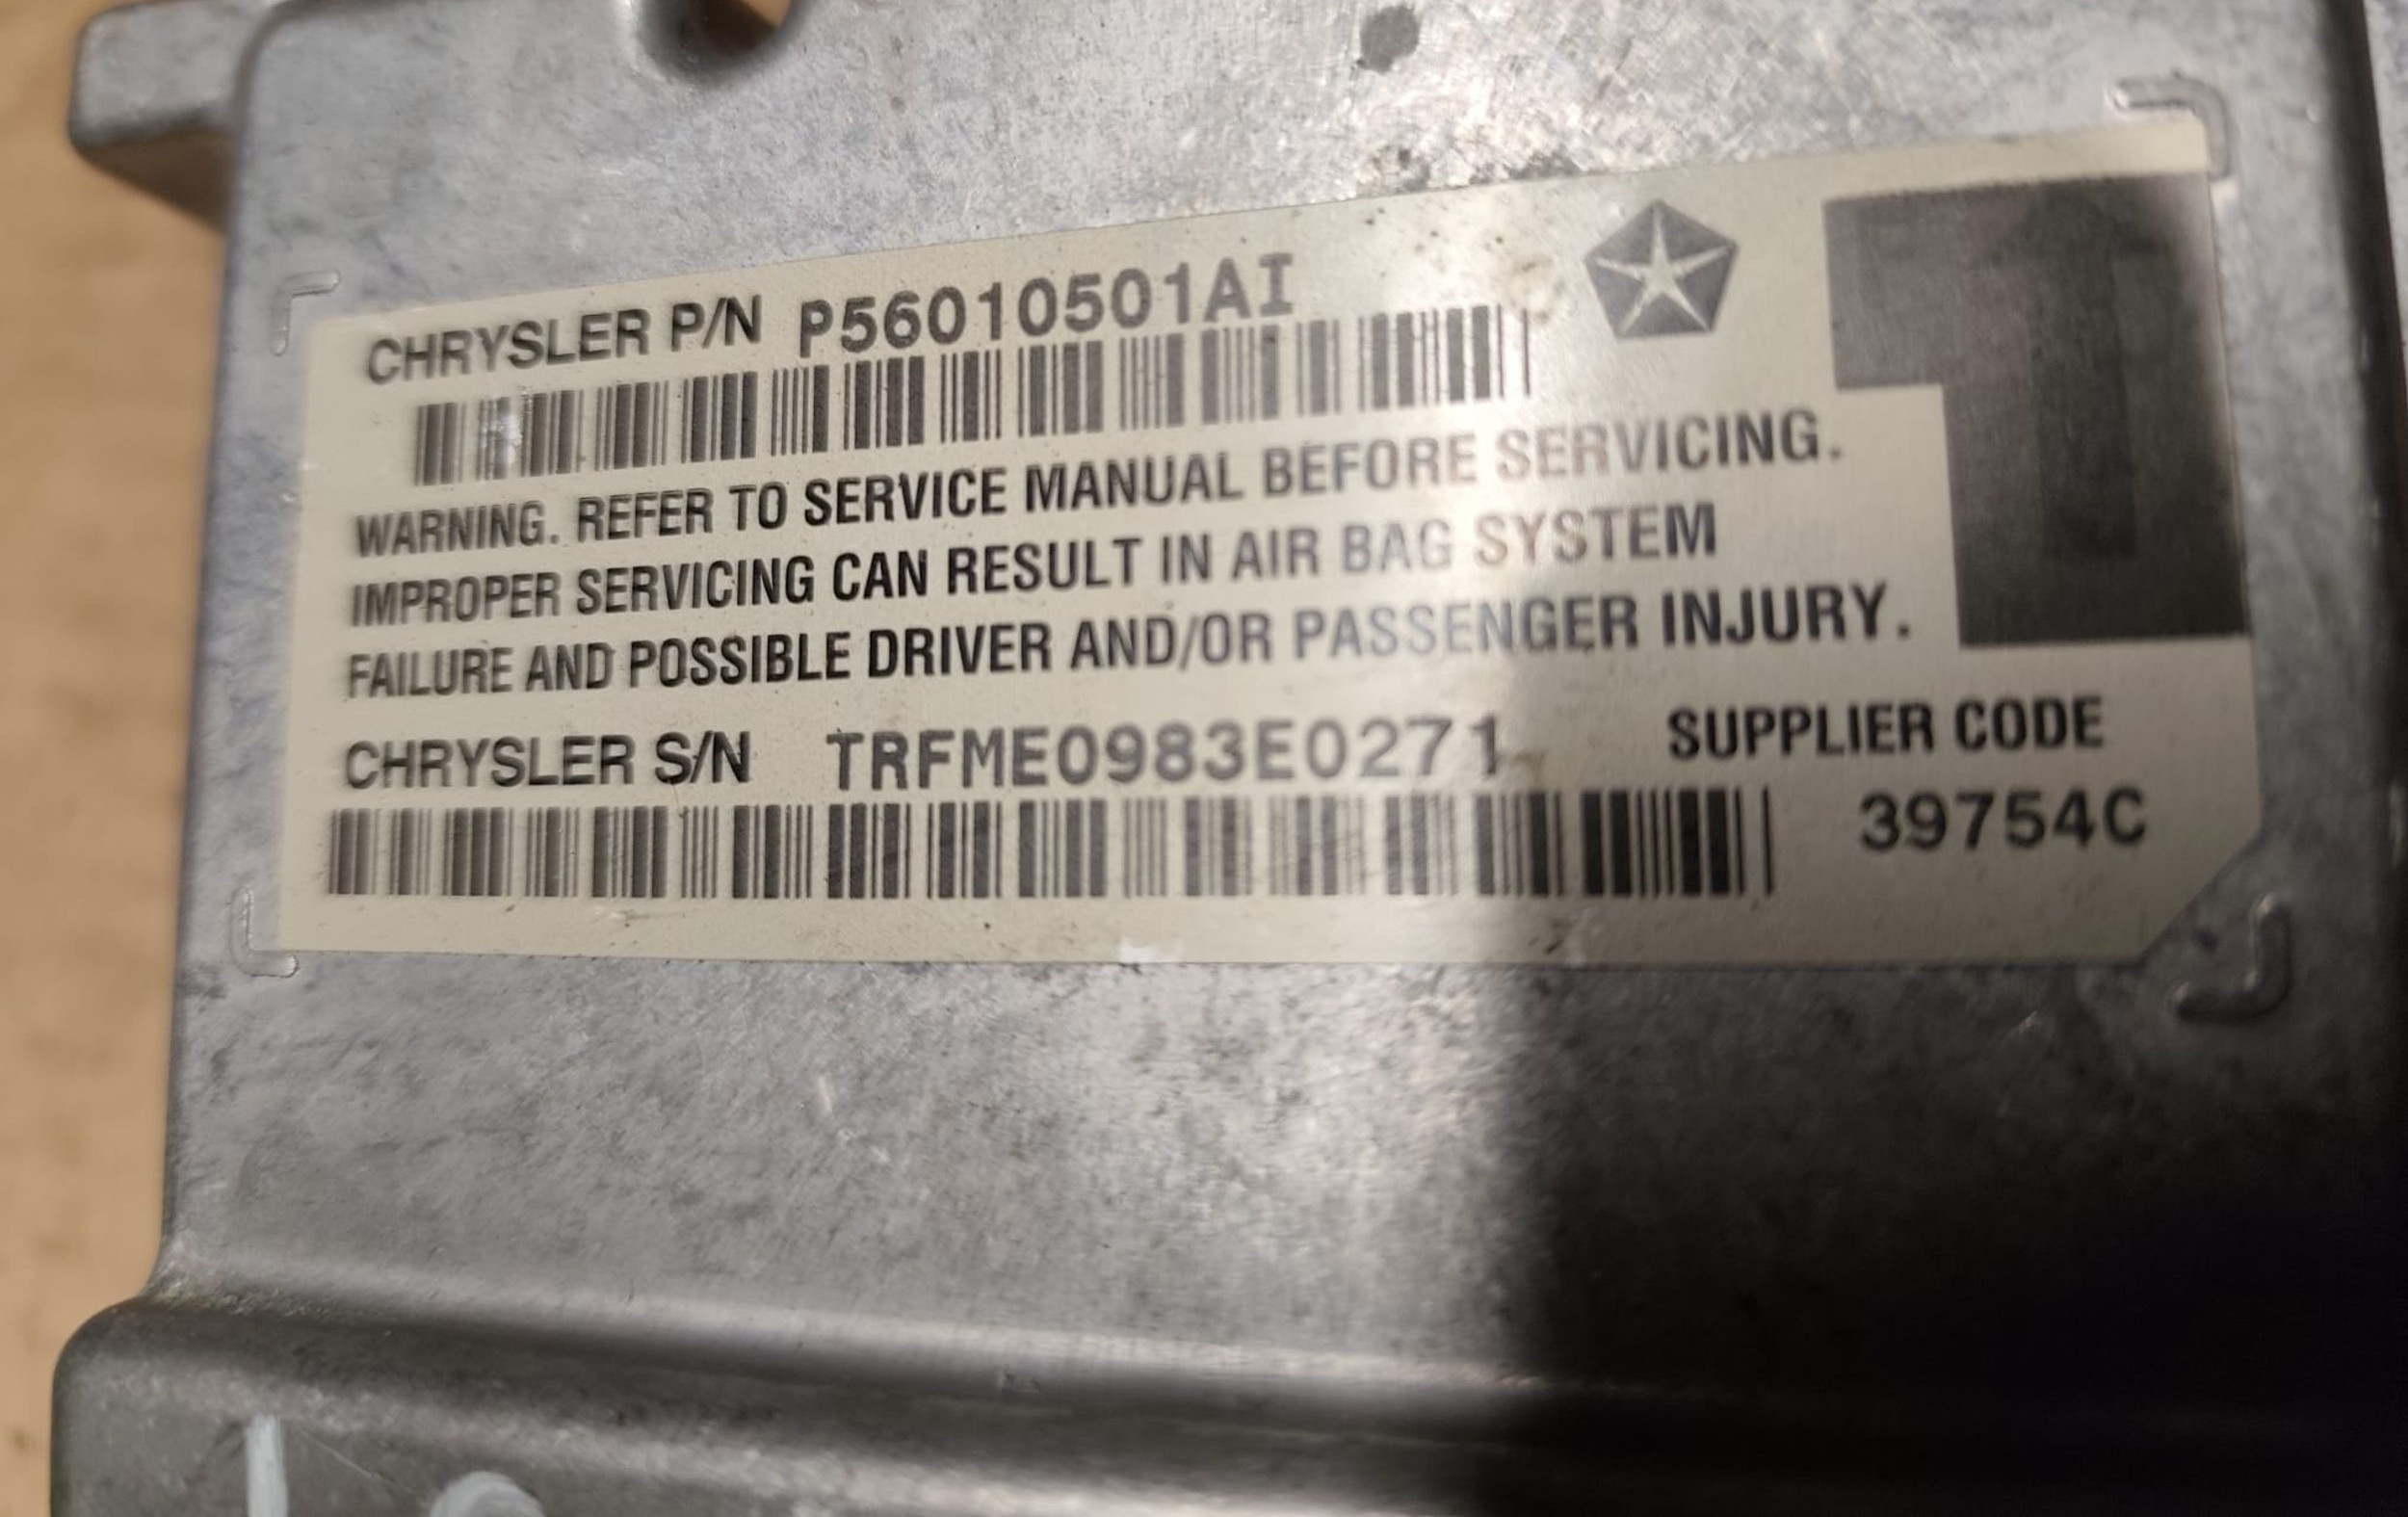 CHRYSLER P/N P56010501AI
WARNING. REFER TO SERVICE MANUAL BEFORE SERVICING.
IMPROPER SERVICING CAN RESULT IN AIR BAG SYSTEM
FAILURE AND POSSIBLE DRIVER AND/OR PASSENGER INJURY.
CHRYSLER S/N TRFME0983E0271
SUPPLIER CODE
39754C